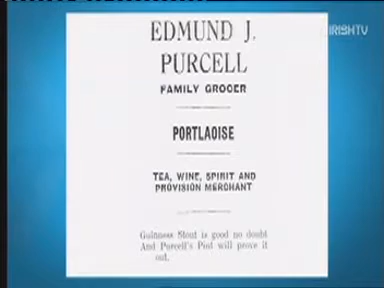 IRISHTV
EDMUND J.
PURCELL
FAMILY GROCER
PORTLAOISE
TEA, WINE, SPIRIT AND
PROVISION MERCHANT
Guinness Stout is good no doubt
And Purcell's Pint will prove it
out.